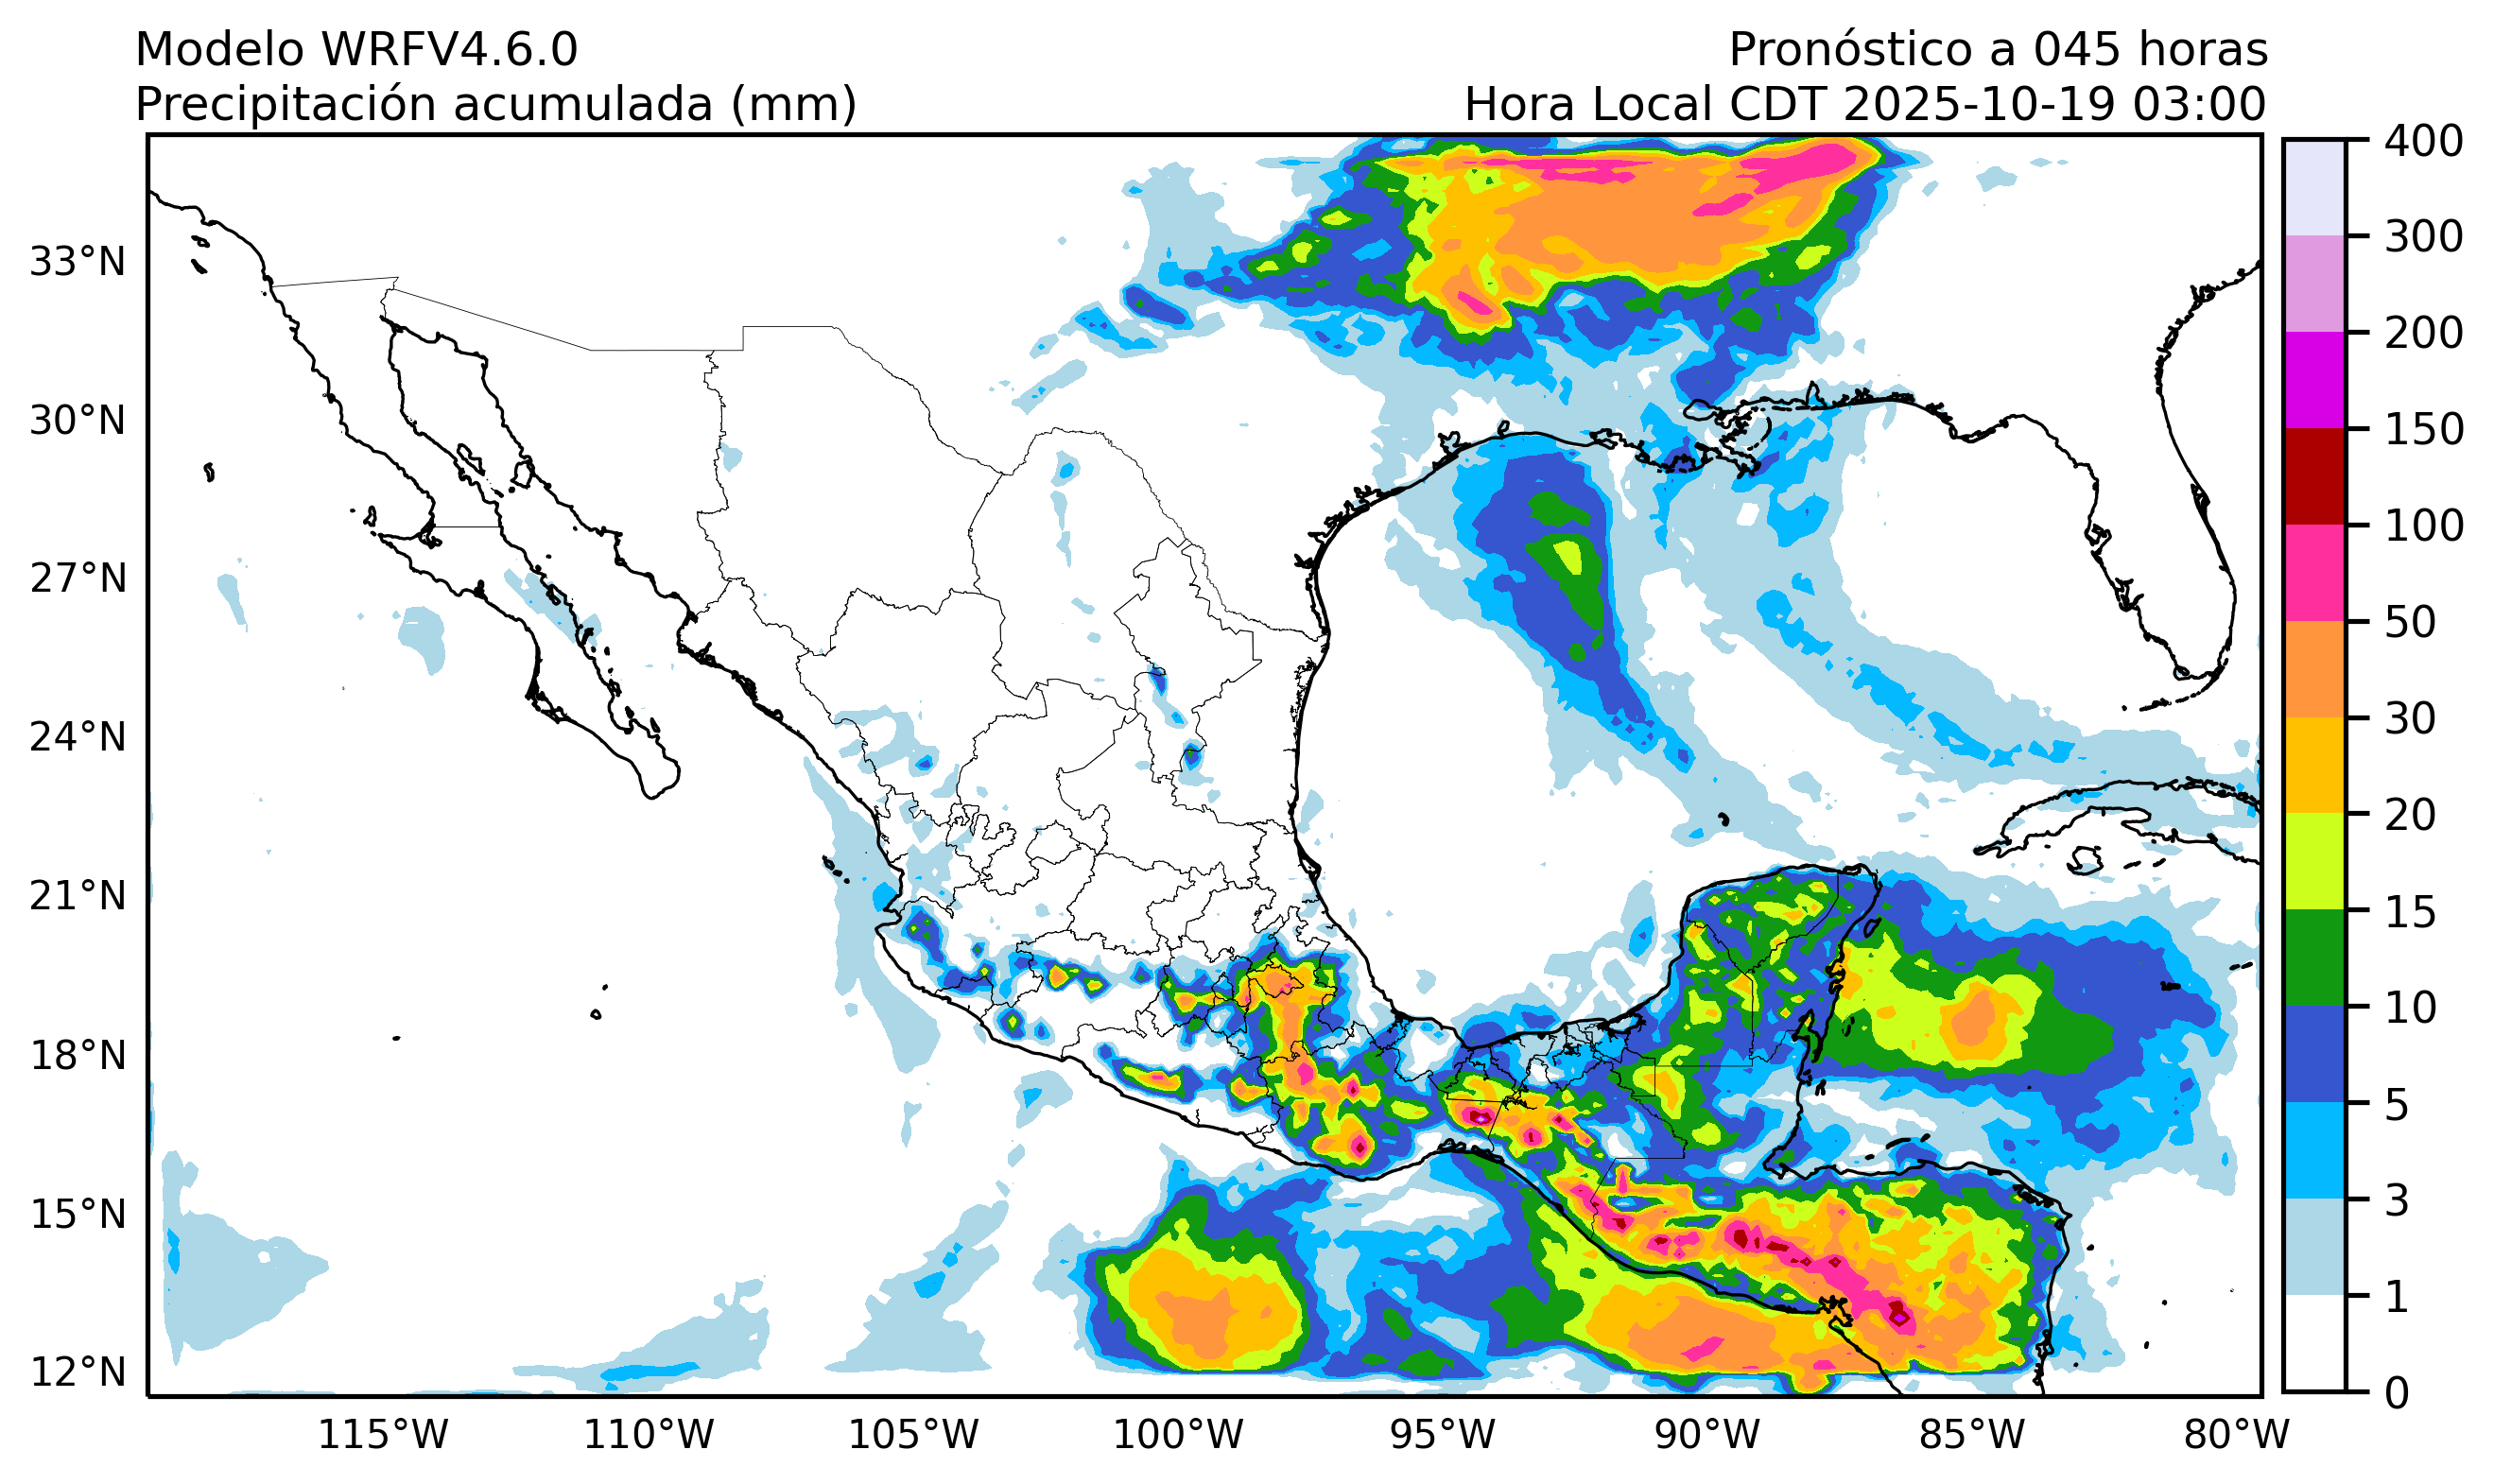 Modelo WRFV4.6.0
Pronóstico a 045 horas
Precipitación acumulada (mm)
Hora Local CDT 2025-10-19 03:00
33°N
30°N
27°N
24°N
21°N
18°N
15°N
12°N
115°W
110°W
105°W
100°W
95°W
90°W
85°W
80°W
400
300
200
150
100
50
30
20
15
10
5
3
1
0